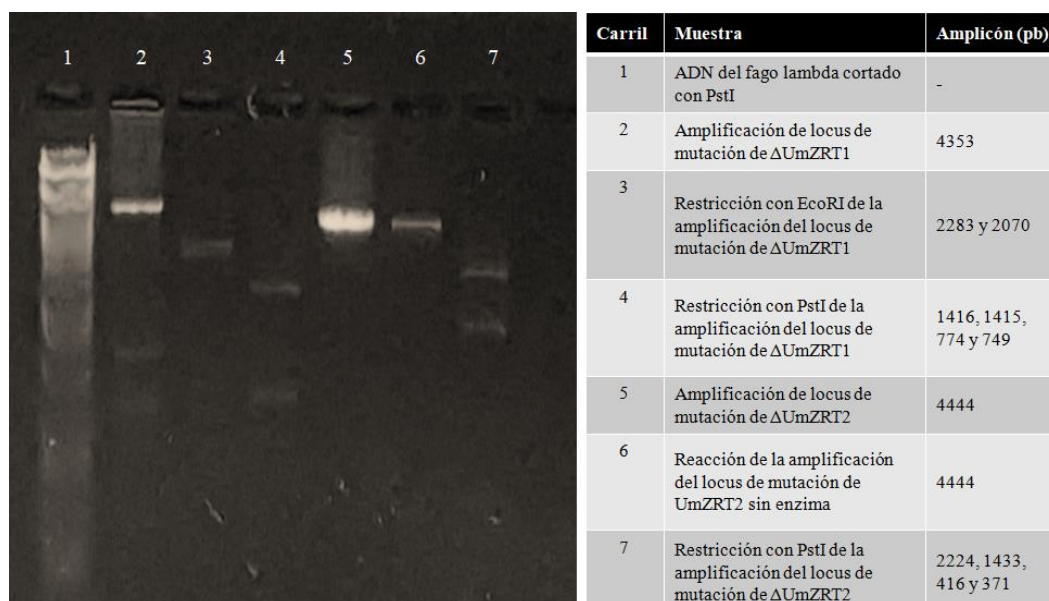 1 2 3 4 5 6 7
Carril Muestra Amplicón (pb)
1 ADN del fago lambda cortado
con PstI -
2 Amplificación de locus de
mutación de ΔUmZRT1 4353
3 Restricción con EcoRI de la
amplificación del locus de
mutación de ΔUmZRT1 2283 y 2070
4 Restricción con PstI de la
amplificación del locus de
mutación de ΔUmZRT1 1416, 1415,
774 y 749
5 Amplificación de locus de
mutación de ΔUmZRT2 4444
6 Reacción de la amplificación
del locus de mutación de
UmZRT2 sin enzima 4444
7 Restricción con PstI de la
amplificación del locus de
mutación de ΔUmZRT2 2224, 1433,
416 y 371